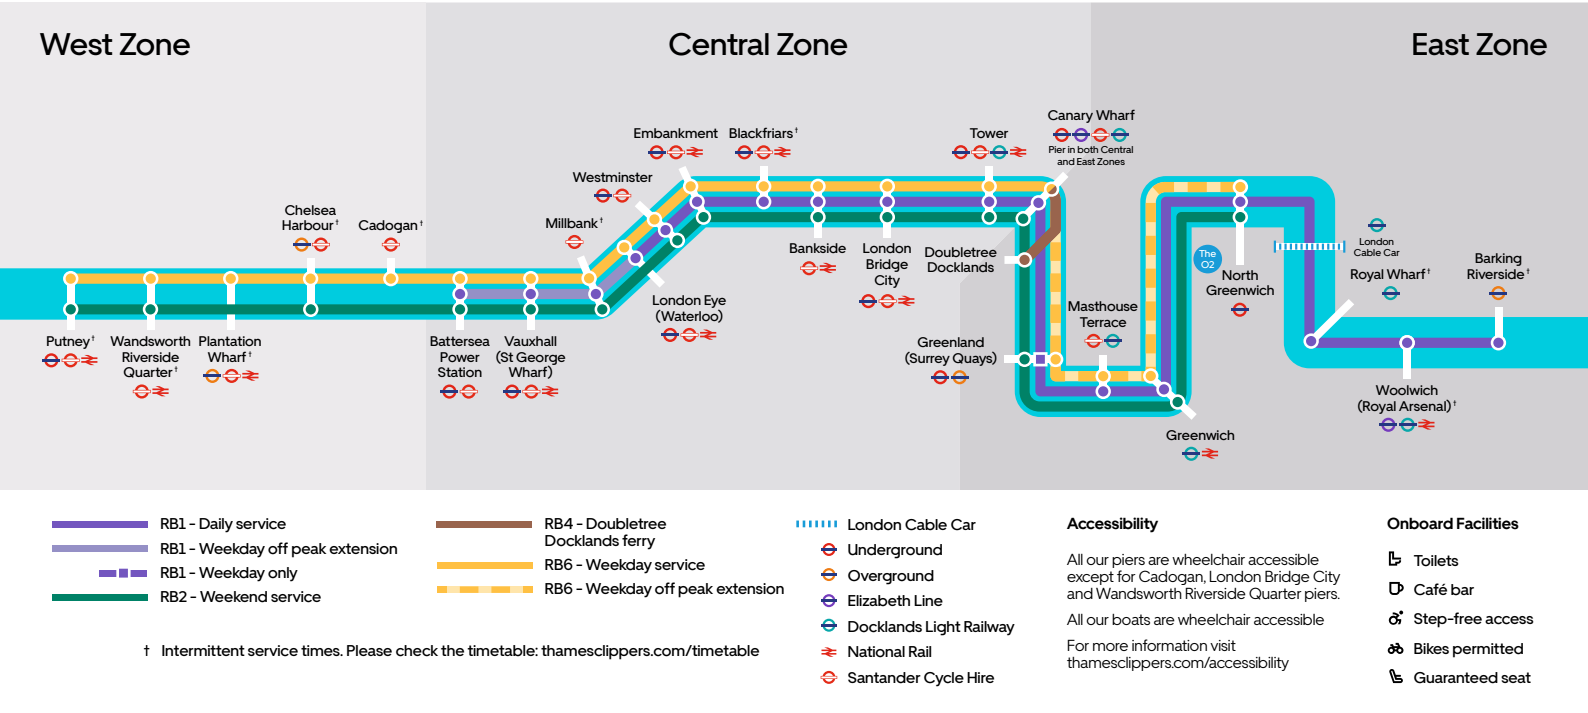 West Zone
Central Zone
East Zone
Canary Wharf
Pier in both Central
and East Zones
Embankment
Blackfriars†
Tower
Westminster
Millbank†
Chelsea
Harbour†
Cadogan†
Putney†
Wandsworth
Riverside
Quarter†
Plantation
Wharf†
Battersea
Power
Station
Vauxhall
(St George
Wharf)
London Eye
(Waterloo)
Bankside
London
Bridge
City
Doubletree
Docklands
Greenland
(Surrey Quays)
Masthouse
Terrace
Greenwich
The
O2
North
Greenwich
London
Cable Car
Royal Wharf†
Barking
Riverside†
Woolwich
(Royal Arsenal)†
RB1 - Daily service
RB1 - Weekday off peak extension
RB1 - Weekday only
RB2 - Weekend service
RB4 - Doubletree
Docklands ferry
RB6 - Weekday service
RB6 - Weekday off peak extension
† Intermittent service times. Please check the timetable: thamesclippers.com/timetable
London Cable Car
Underground
Overground
Elizabeth Line
Docklands Light Railway
National Rail
Santander Cycle Hire
Accessibility
All our piers are wheelchair accessible
except for Cadogan, London Bridge City
and Wandsworth Riverside Quarter piers.
All our boats are wheelchair accessible
For more information visit
thamesclippers.com/accessibility
Onboard Facilities
Toilets
Café bar
Step-free access
Bikes permitted
Guaranteed seat